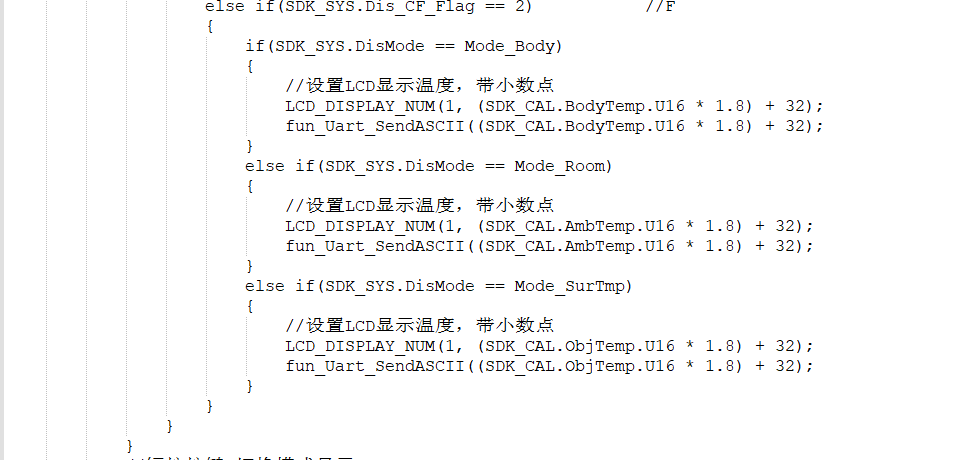 else if(SDK_SYS.Dis_CF_Flag == 2) //F
{
if(SDK_SYS.DisMode == Mode_Body)
{
//设置LCD显示温度，带小数点
LCD_DISPLAY_NUM(1, (SDK_CAL.BodyTemp.U16 * 1.8) + 32);
fun_Uart_SendASCII((SDK_CAL.BodyTemp.U16 * 1.8) + 32);
}
else if(SDK_SYS.DisMode == Mode_Room)
{
//设置LCD显示温度，带小数点
LCD_DISPLAY_NUM(1, (SDK_CAL.AmbTemp.U16 * 1.8) + 32);
fun_Uart_SendASCII((SDK_CAL.AmbTemp.U16 * 1.8) + 32);
}
else if(SDK_SYS.DisMode == Mode_SurTmp)
{
//设置LCD显示温度，带小数点
LCD_DISPLAY_NUM(1, (SDK_CAL.ObjTemp.U16 * 1.8) + 32);
fun_Uart_SendASCII((SDK_CAL.ObjTemp.U16 * 1.8) + 32);
}
}
}
}